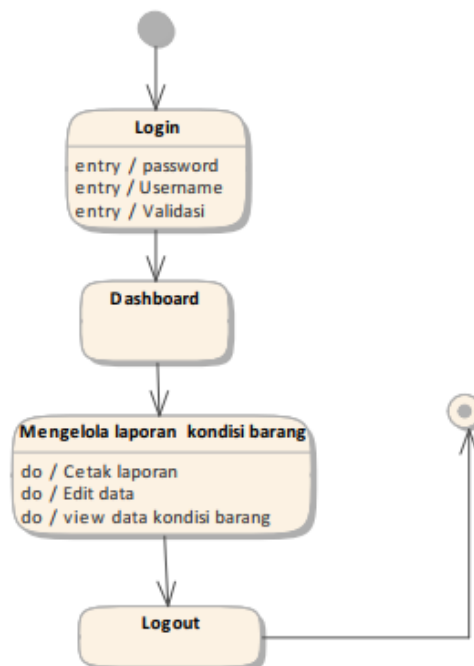 Login
entry / password
entry / Username
entry / Validasi
Dashboard
Mengelola laporan kondisi barang
do / Cetak laporan
do / Edit data
do / view data kondisi barang
Logout